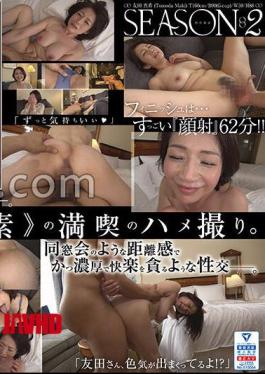 SEASON
82
「ずっと気持ちいい♥」
フィニッシュは…
すっごい『顔射』62分!!
素》の満喫のハメ撮り。
同窓会のような距離感で
かつ濃厚で快楽を貪るような性交――。
JAVHD
「友田さん、色気が出まくってるよ!?」